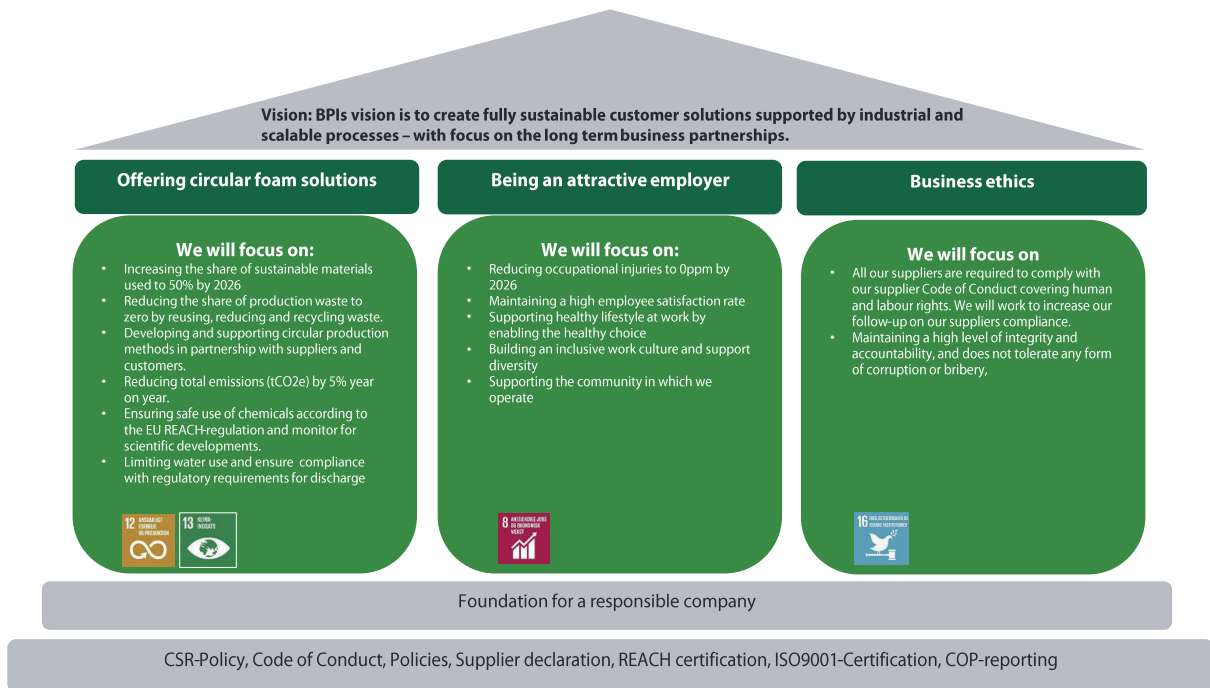 Vision: BPIs vision is to create fully sustainable customer solutions supported by industrial and
scalable processes – with focus on the long term business partnerships.
Offering circular foam solutions
We will focus on:
• Increasing the share of sustainable materials
used to 50% by 2026
• Reducing the share of production waste to
zero by reusing, reducing and recycling waste.
• Developing and supporting circular production
methods in partnership with suppliers and
customers.
• Reducing total emissions (tCO2e) by 5% year
on year.
• Ensuring safe use of chemicals according to
the EU REACH-regulation and monitor for
scientific developments.
• Limiting water use and ensure compliance
with regulatory requirements for discharge
12 ANSVARLIGT
FORBRUG
OG PRODUKTION
13 KLIMA-
INDSATS
Being an attractive employer
We will focus on:
• Reducing occupational injuries to 0ppm by
2026
• Maintaining a high employee satisfaction rate
• Supporting healthy lifestyle at work by
enabling the healthy choice
• Building an inclusive work culture and support
diversity
• Supporting the community in which we
operate
8 ANSTÆNDIGE JOBS
OG ØKONOMISK
VÆKST
Business ethics
We will focus on
• All our suppliers are required to comply with
our supplier Code of Conduct covering human
and labour rights. We will work to increase our
follow-up on our suppliers compliance.
• Maintaining a high level of integrity and
accountability, and does not tolerate any form
of corruption or bribery,
16
Foundation for a responsible company
CSR-Policy, Code of Conduct, Policies, Supplier declaration, REACH certification, ISO9001-Certification, COP-reporting